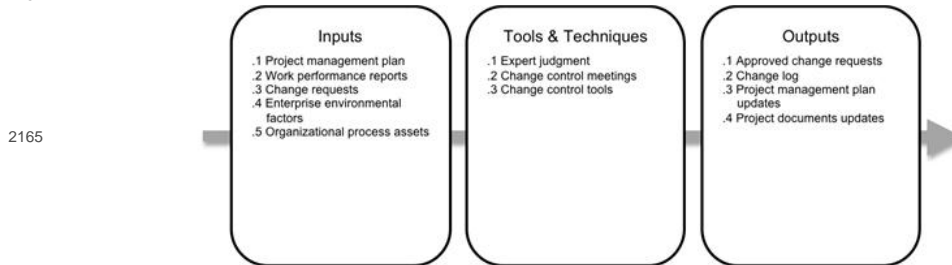 Inputs
.1 Project management plan
.2 Work performance reports
.3 Change requests
.4 Enterprise environmental
factors
.5 Organizational process assets
Tools & Techniques
.1 Expert judgment
.2 Change control meetings
.3 Change control tools
Outputs
.1 Approved change requests
.2 Change log
.3 Project management plan
updates
.4 Project documents updates
2165